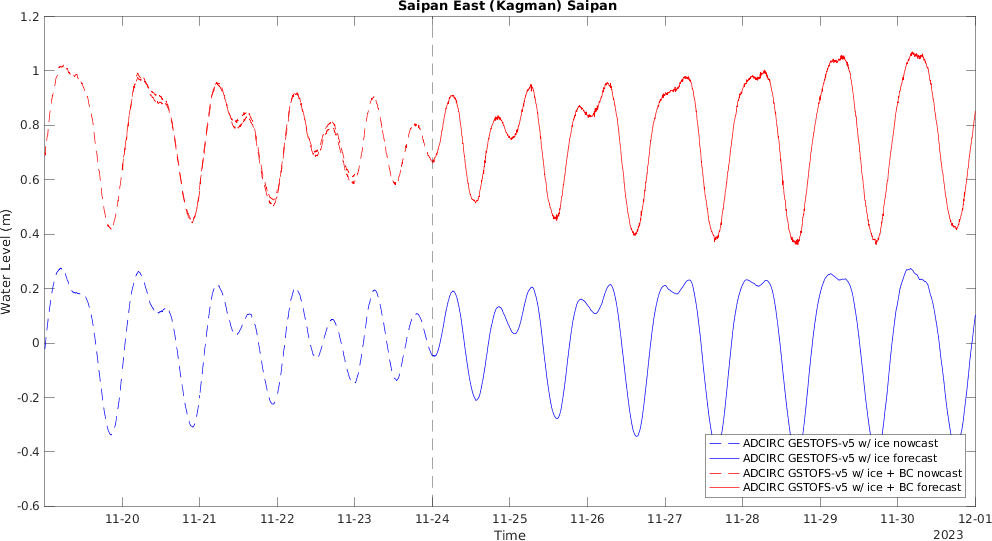 Saipan East (Kagman) Saipan
Water Level (m)
1.2
1
0.8
0.6
0.4
0.2
0
-0.2
-0.4
-0.6
ADCIRC GESTOFS-v5 w/ ice nowcast
ADCIRC GESTOFS-v5 w/ ice forecast
ADCIRC GSTOFS-v5 w/ ice + BC nowcast
ADCIRC GSTOFS-v5 w/ ice + BC forecast
11-20 11-21 11-22 11-23 11-24 11-25 11-26 11-27 11-28 11-29 11-30 12-01
Time
2023